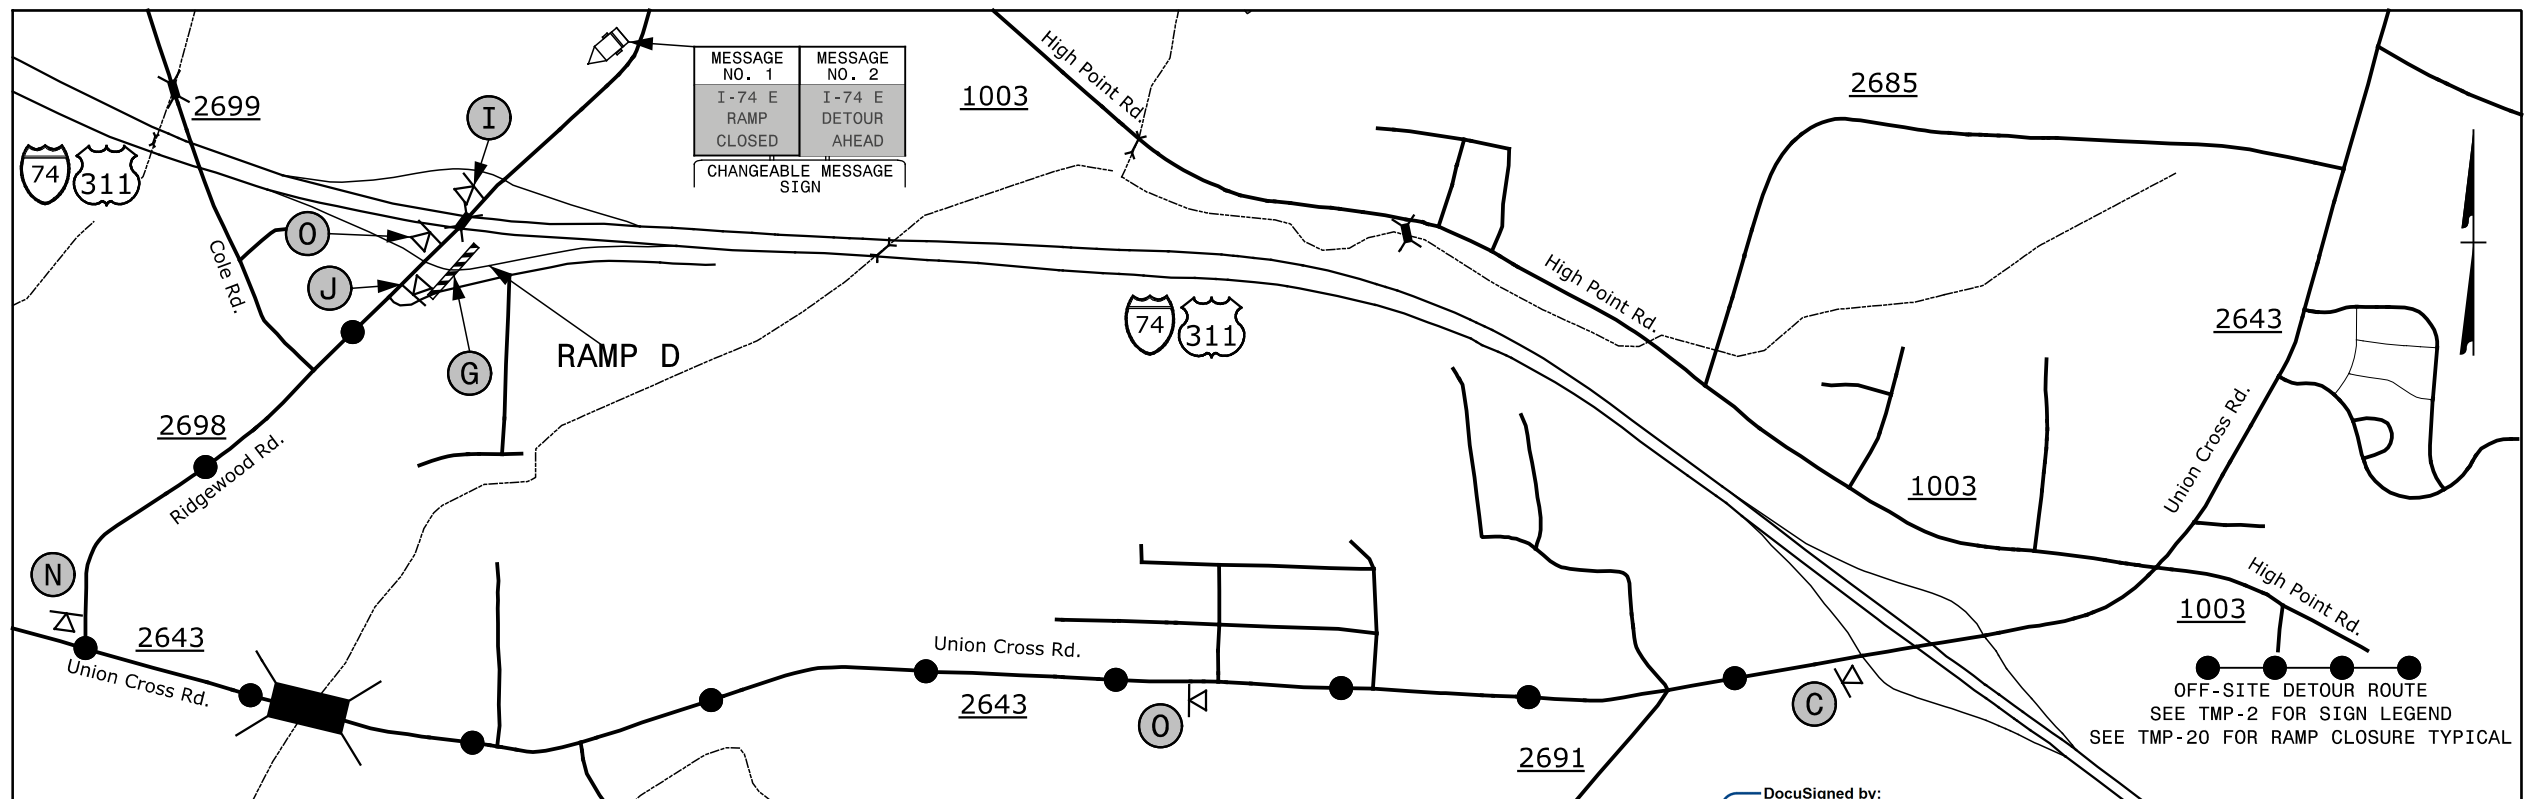 MESSAGE NO. 1
MESSAGE NO. 2
I-74 E RAMP CLOSED
I-74 E DETOUR AHEAD
CHANGEABLE MESSAGE SIGN
High Point Rd.
1003
2685
2699
I
74
311
O
Cole Rd.
J
G
RAMP D
74
311
High Point Rd.
2643
2698
Ridgewood Rd.
Union Cross Rd.
1003
N
2643
Union Cross Rd.
Union Cross Rd.
2643
O
2691
C
High Point Rd.
1003
OFF-SITE DETOUR ROUTE
SEE TMP-2 FOR SIGN LEGEND
SEE TMP-20 FOR RAMP CLOSURE TYPICAL
DocuSigned by: